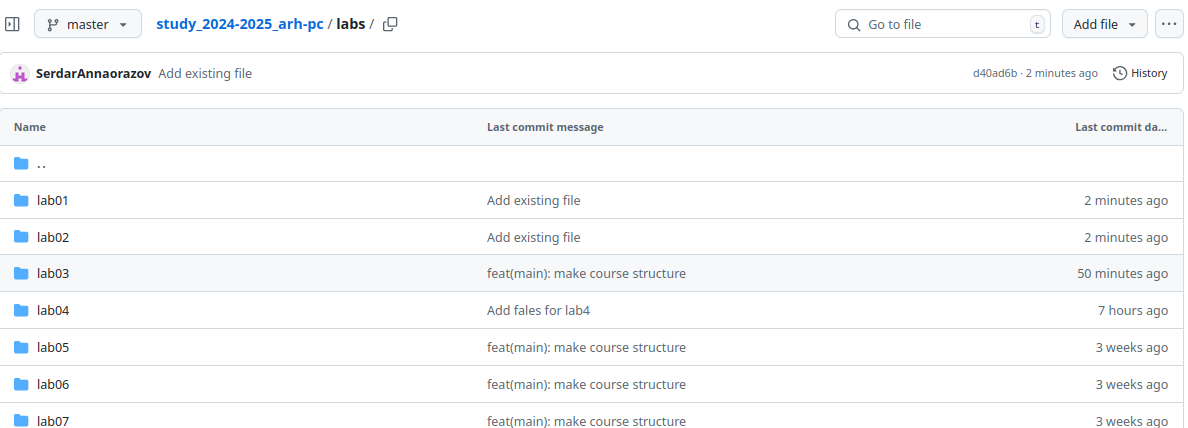 master study_2024-2025_arh-pc / labs / Go to file t Add file
SerdarAnnaorazov Add existing file d40ad6b · 2 minutes ago History
Name Last commit message Last commit da...
..
lab01 Add existing file 2 minutes ago
lab02 Add existing file 2 minutes ago
lab03 feat(main): make course structure 50 minutes ago
lab04 Add fales for lab4 7 hours ago
lab05 feat(main): make course structure 3 weeks ago
lab06 feat(main): make course structure 3 weeks ago
lab07 feat(main): make course structure 3 weeks ago